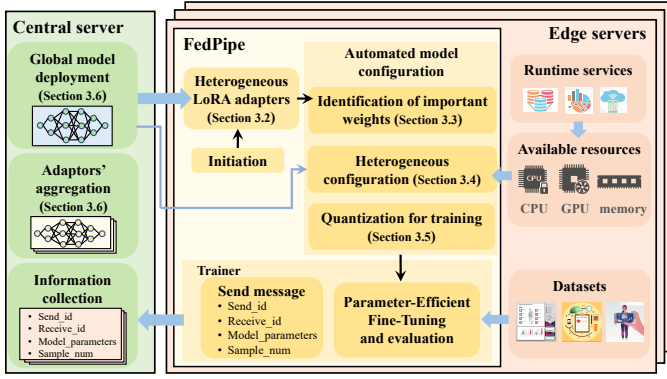 Central server
Global model
deployment
(Section 3.6)
Adaptors’
aggregation
(Section 3.6)
Information
collection
• Send_id
• Receive_id
• Model_parameters
• Sample_num
FedPipe
Heterogeneous
LoRA adapters
(Section 3.2)
Initiation
Automated model
configuration
Identification of important
weights (Section 3.3)
Heterogeneous
configuration (Section 3.4)
Quantization for training
(Section 3.5)
Trainer
Send message
• Send_id
• Receive_id
• Model_parameters
• Sample_num
Parameter-Efficient
Fine-Tuning
and evaluation
Edge servers
Runtime services
Available resources
CPU
CPU GPU memory
Datasets